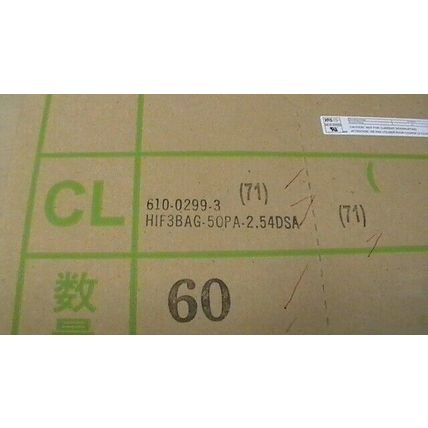 CL
610-0299-3 (71)
HIF3BAG-50PA-2.54DSA (71)
数量
60